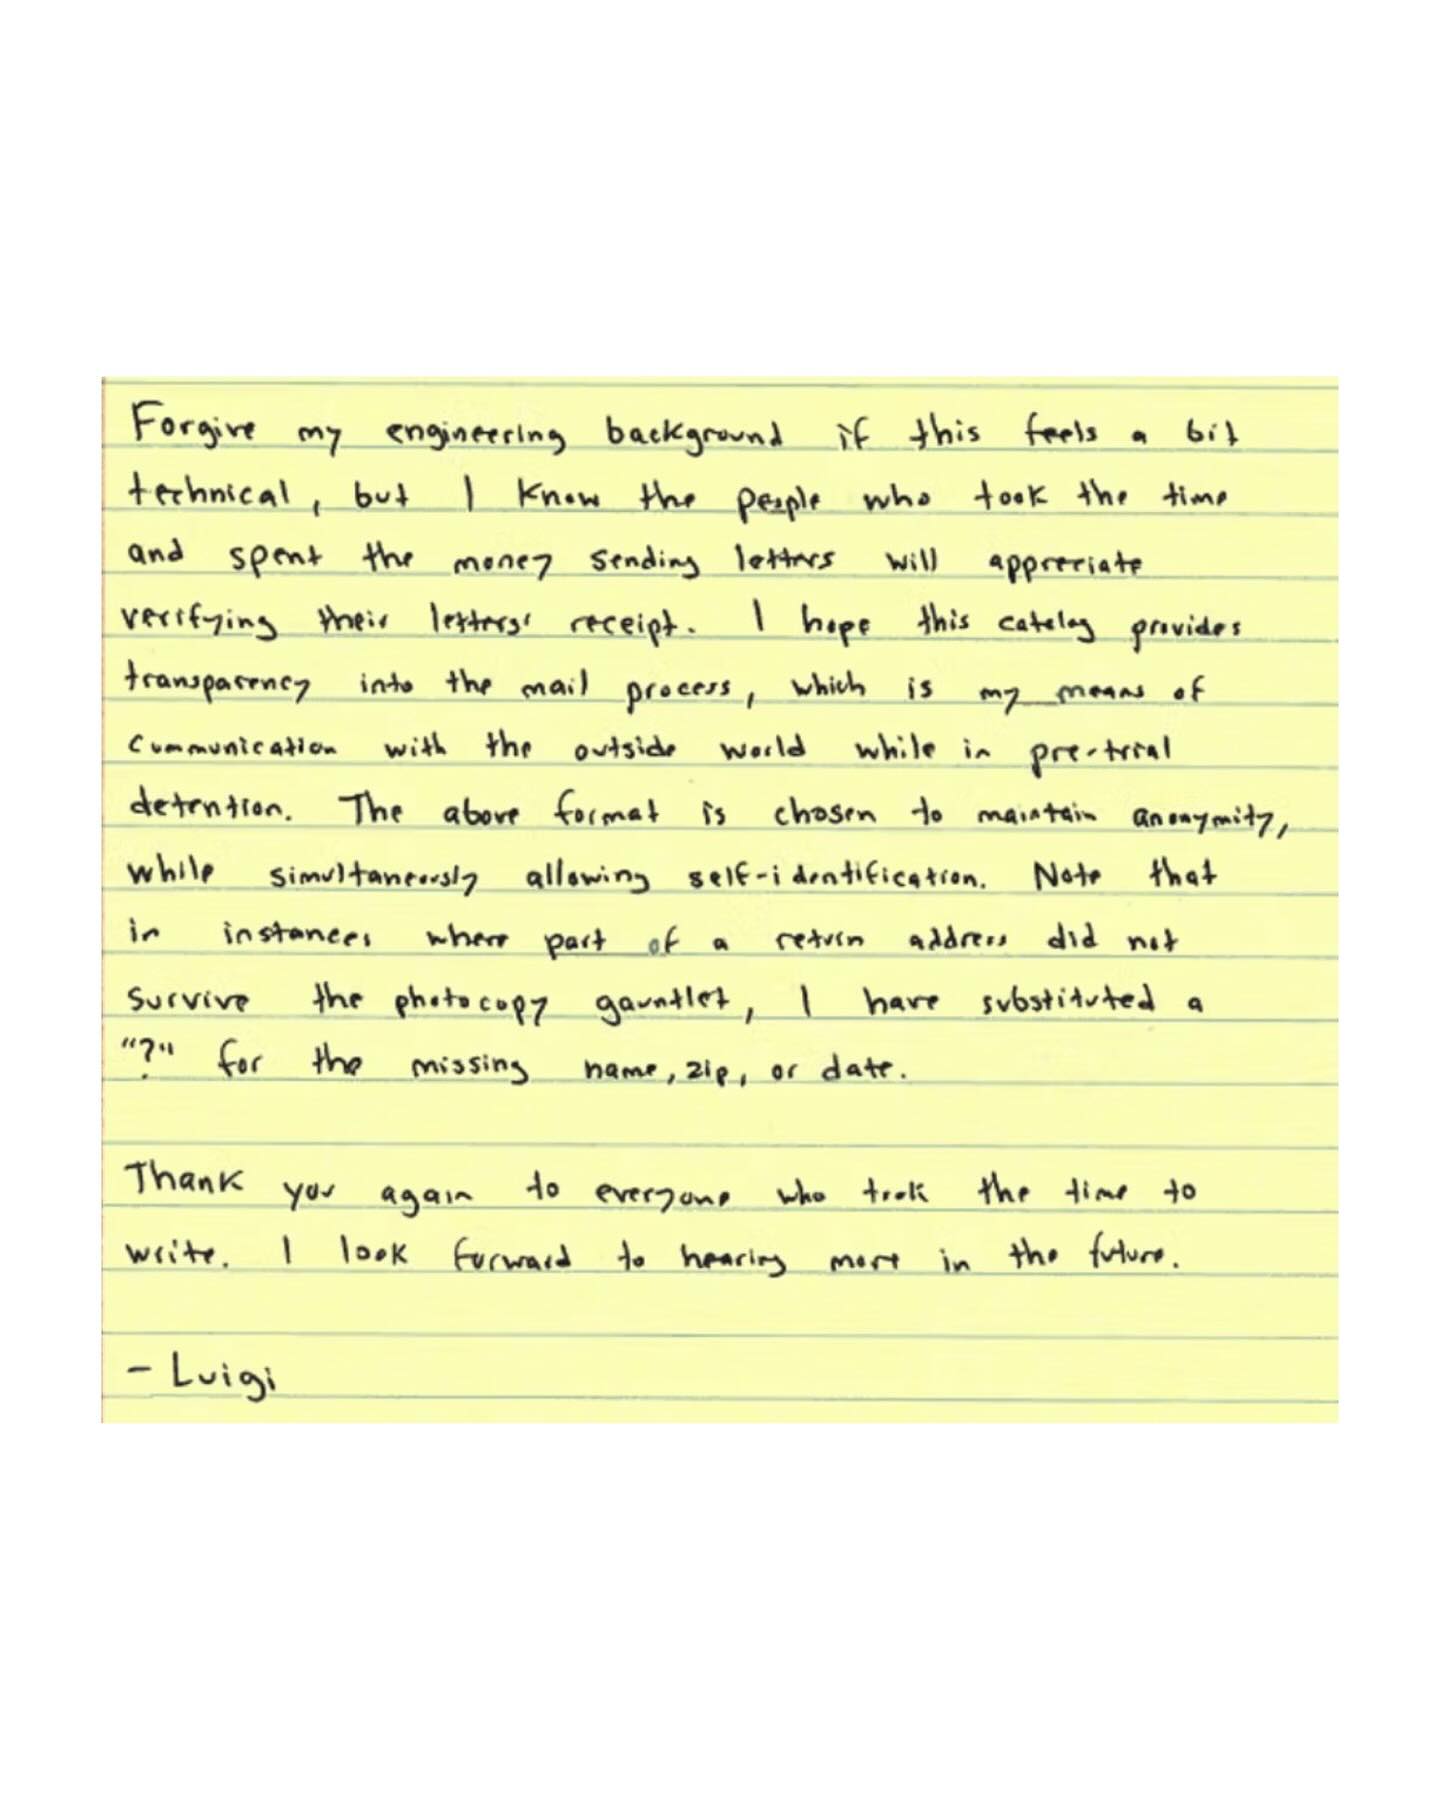 Forgive my engineering background if this feels a bit
technical, but I know the people who took the time
and spent the money sending letters will appreciate
verifying their letters' receipt. I hope this catalog provides
transparency into the mail process, which is my means of
communication with the outside world while in pre-trial
detention. The above format is chosen to maintain anonymity,
while simultaneously allowing self-identification. Note that
in instances where part of a return address did not
survive the photocopy gauntlet, I have substituted a
"?" for the missing name, zip, or date.
Thank you again to everyone who took the time to
write. I look forward to hearing more in the future.
- Luigi